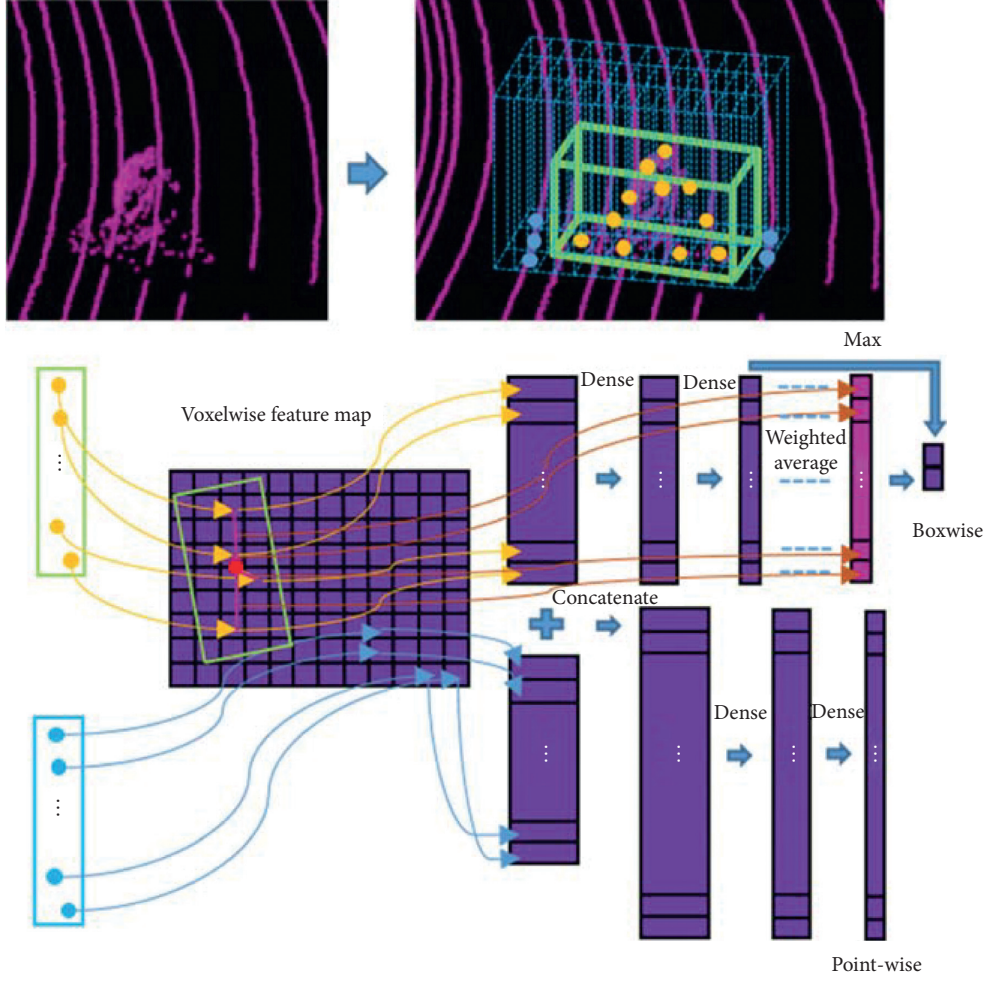 Max
Voxelwise feature map
Dense
Dense
Weighted
average
Boxwise
Concatenate
Dense
Dense
Point-wise